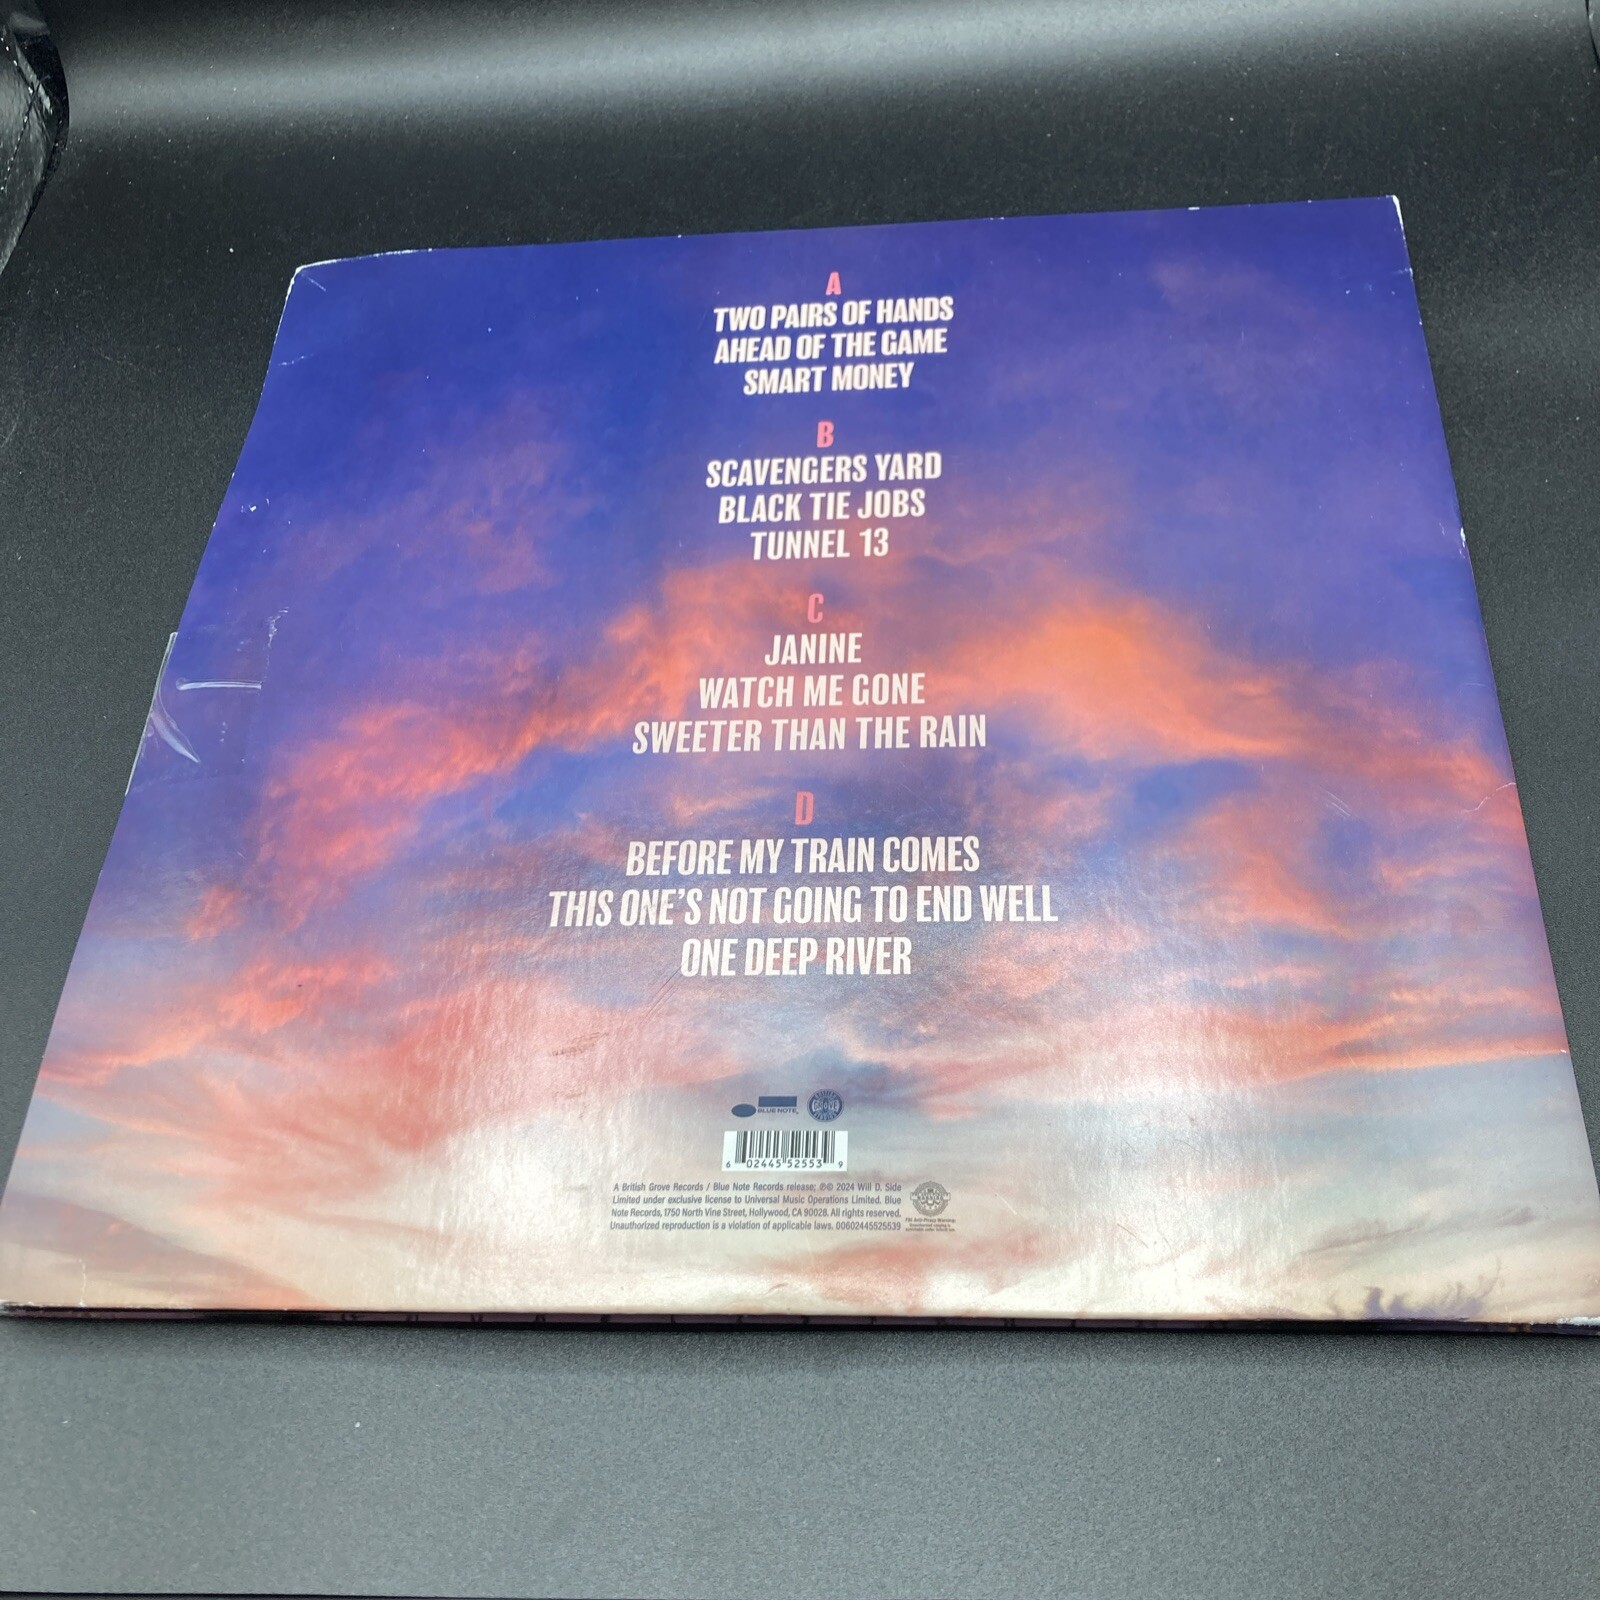 A
TWO PAIRS OF HANDS
AHEAD OF THE GAME
SMART MONEY
B
SCAVENGERS YARD
BLACK TIE JOBS
TUNNEL 13
C
JANINE
WATCH ME GONE
SWEETER THAN THE RAIN
D
BEFORE MY TRAIN COMES
THIS ONE'S NOT GOING TO END WELL
ONE DEEP RIVER
BLUE NOTE
6 02445 52553 9
A British Grove Records / Blue Note Records release; ℗© 2024 Will D. Side
Limited under exclusive license to Universal Music Operations Limited. Blue
Note Records, 1750 North Vine Street, Hollywood, CA 90028. All rights reserved.
Unauthorized reproduction is a violation of applicable laws. 00602445525539
FBI Anti-Piracy Warning: